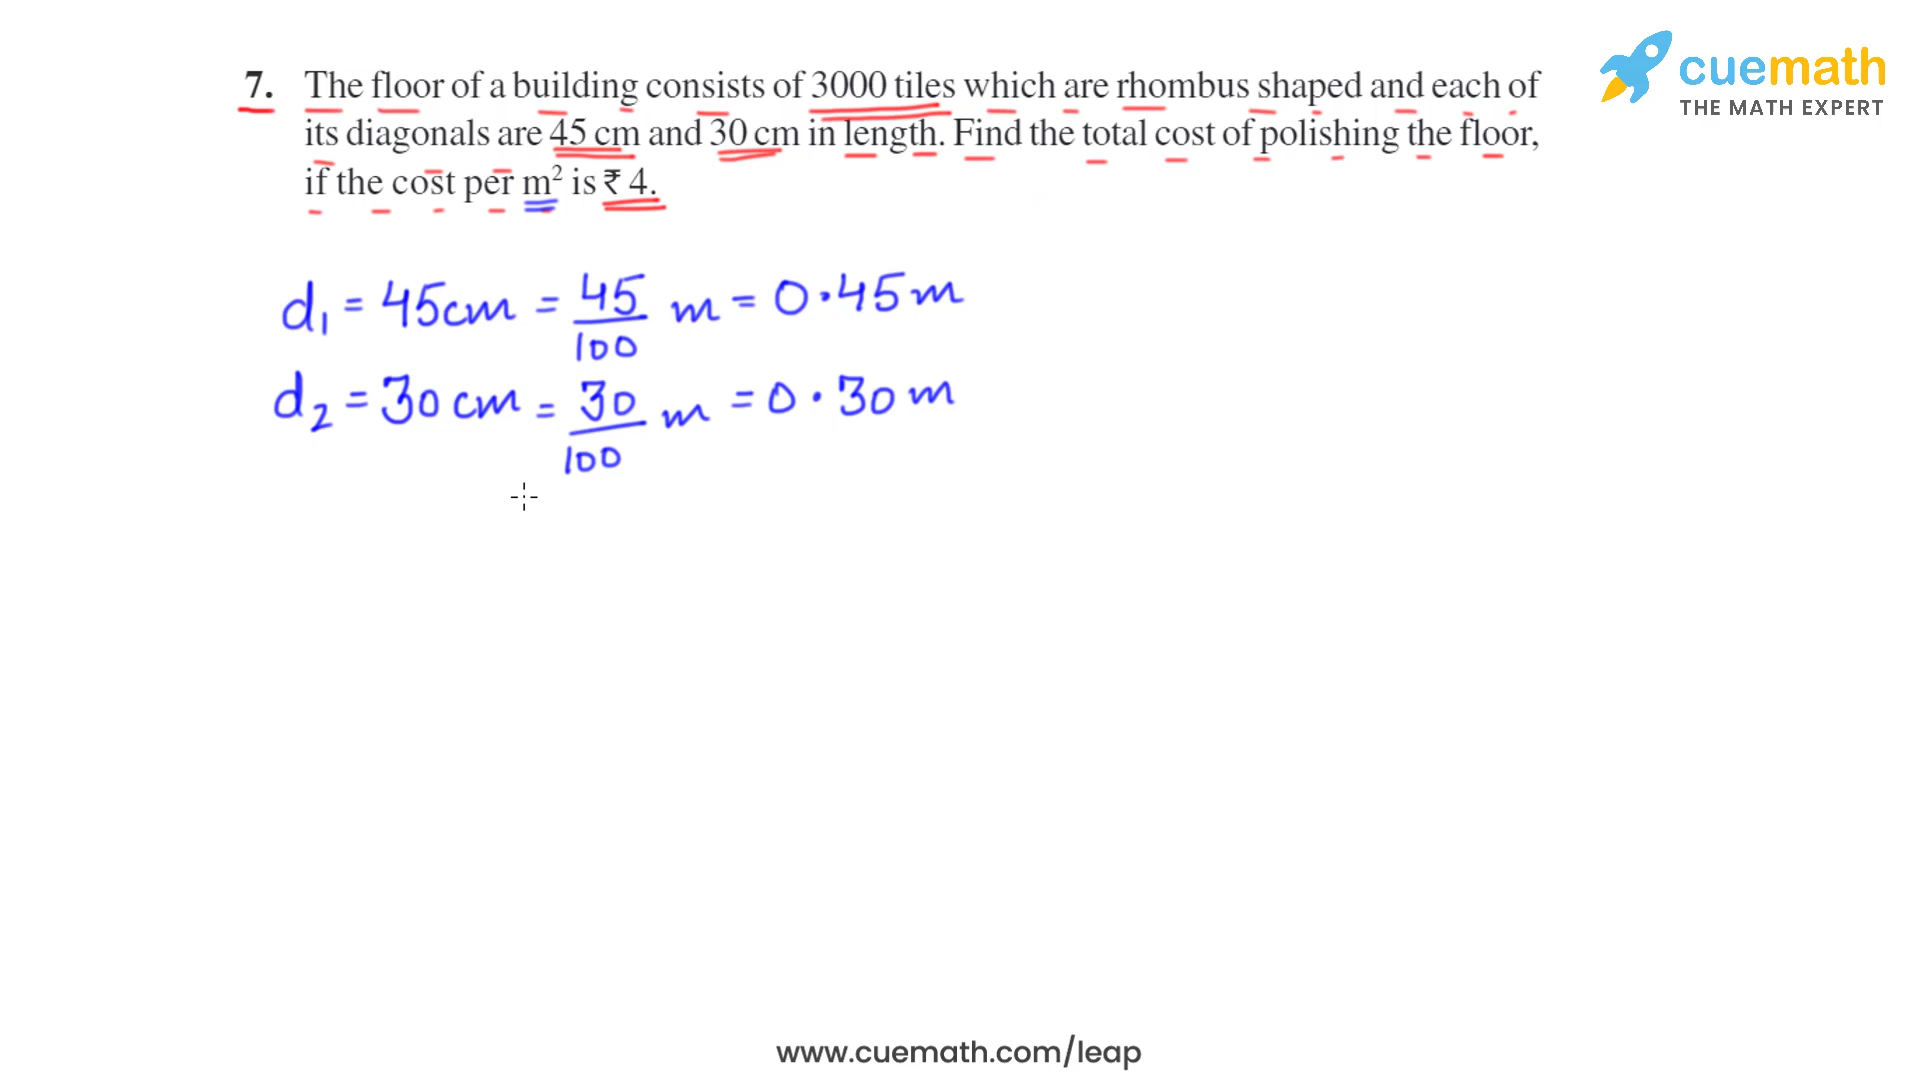 7. The floor of a building consists of 3000 tiles which are rhombus shaped and each of
its diagonals are 45 cm and 30 cm in length. Find the total cost of polishing the floor,
if the cost per m² is ₹ 4.
cuemath
THE MATH EXPERT
d₁ = 45cm = 45/100 m = 0.45m
d₂ = 30cm = 30/100 m = 0.30m
www.cuemath.com/leap